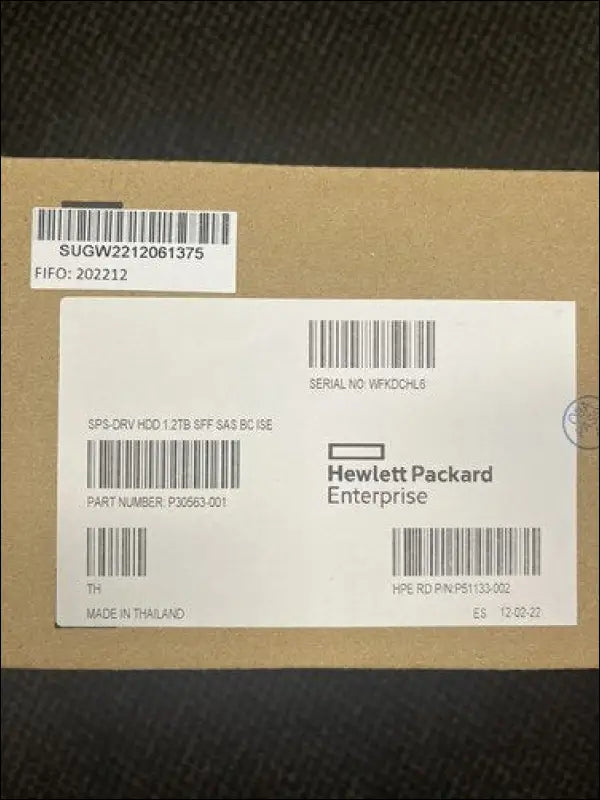 SUGW2212061375
FIFO: 202212
SERIAL NO: WFKDCHL6
SPS-DRV HDD 1.2TB SFF SAS BC ISE
PART NUMBER: P30563-001
Hewlett Packard
Enterprise
TH
HPE RD P/N:P51133-002
MADE IN THAILAND
ES 12-02-22